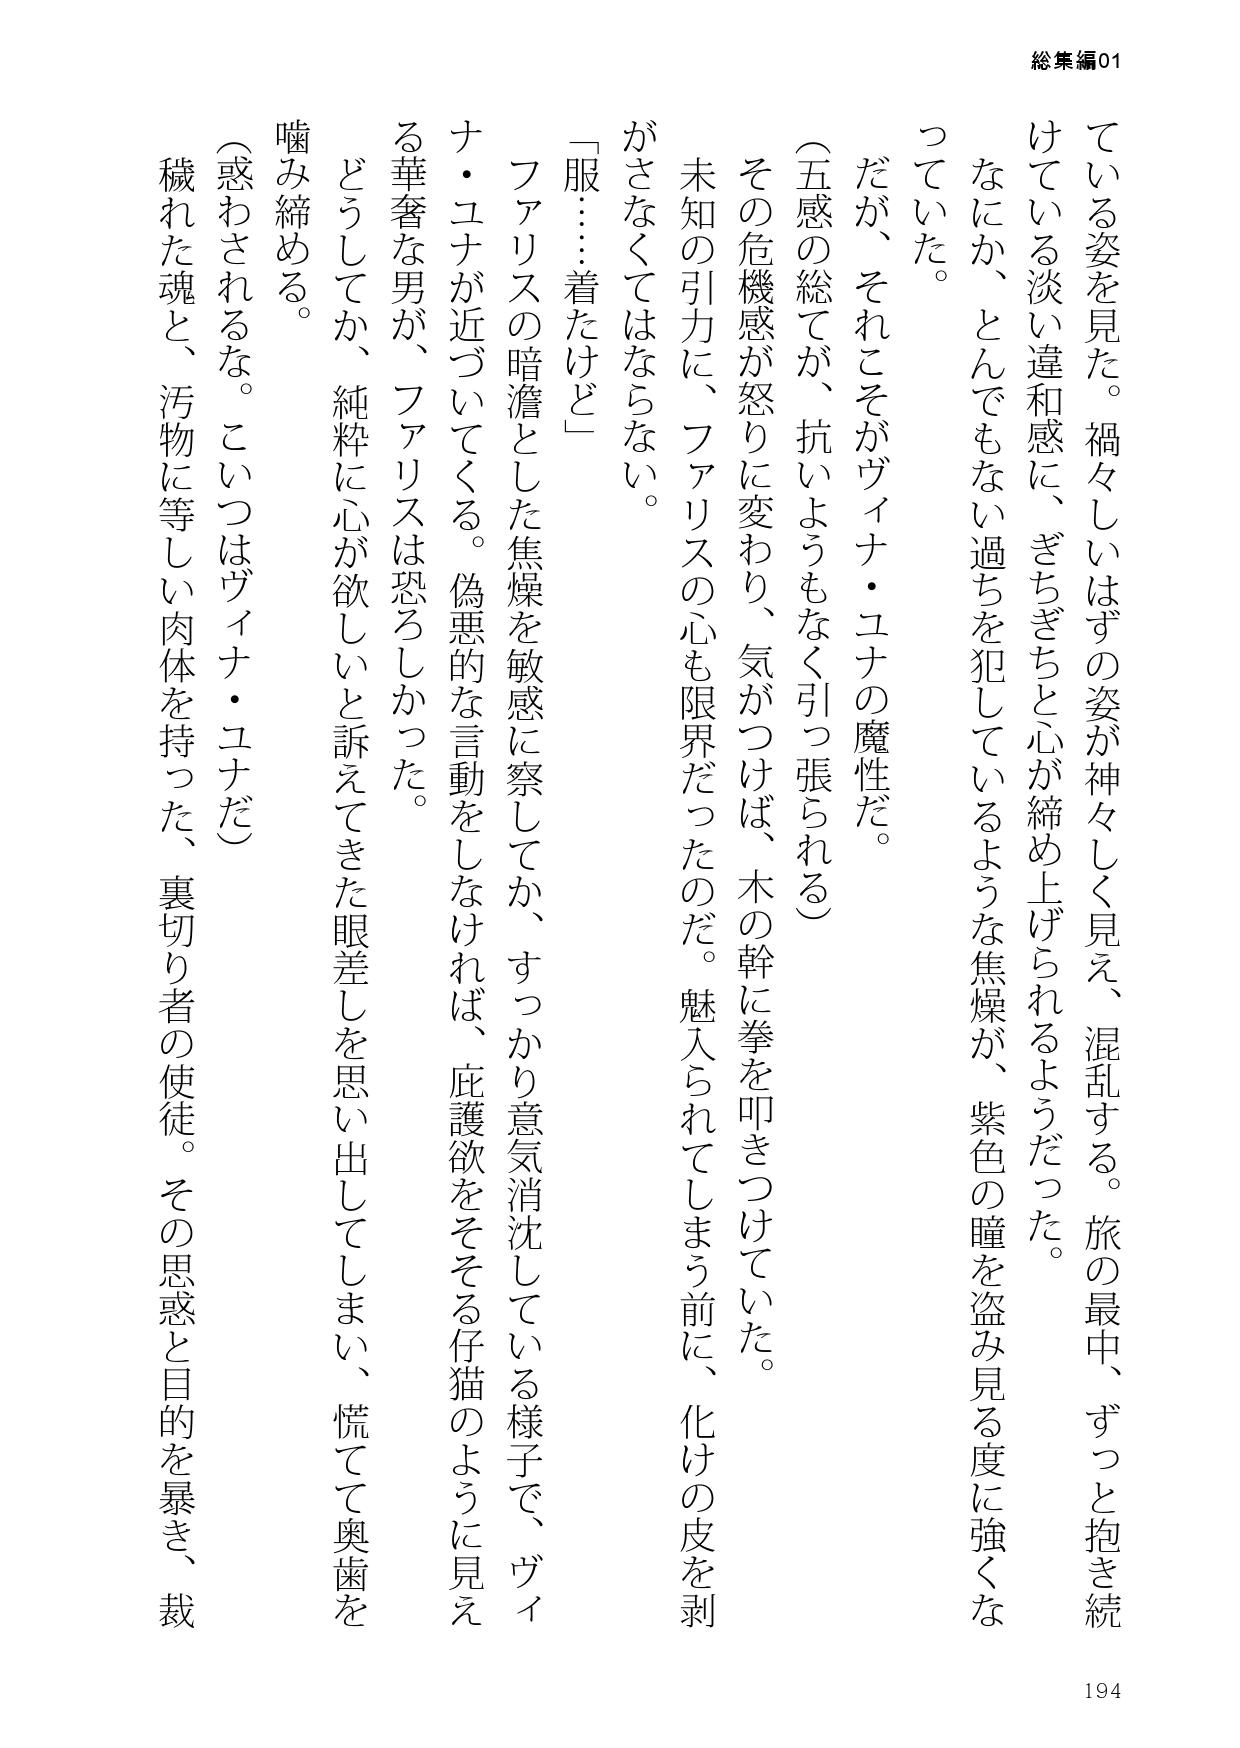 総集編01
ている姿を見た。禍々しいはずの姿が神々しく見え、混乱する。旅の最中、ずっと抱き続
けている淡い違和感に、ぎちぎちと心が締め上げられるようだった。
なにか、とんでもない過ちを犯しているような焦燥が、紫色の瞳を盗み見る度に強くな
っていた。
だが、それこそがヴィナ・ユナの魔性だ。
（五感の総てが、抗いようもなく引っ張られる）
その危機感が怒りに変わり、気がつけば、木の幹に拳を叩きつけていた。
未知の引力に、ファリスの心も限界だったのだ。魅入られてしまう前に、化けの皮を剥
がさなくてはならない。
「服……着たけど」
ファリスの暗澹とした焦燥を敏感に察してか、すっかり意気消沈している様子で、ヴィ
ナ・ユナが近づいてくる。偽悪的な言動をしなければ、庇護欲をそそる仔猫のように見え
る華奢な男が、ファリスは恐ろしかった。
どうしてか、純粋に心が欲しいと訴えてきた眼差しを思い出してしまい、慌てて奥歯を
噛み締める。
（惑わされるな。こいつはヴィナ・ユナだ）
穢れた魂と、汚物に等しい肉体を持った、裏切り者の使徒。その思惑と目的を暴き、裁
194